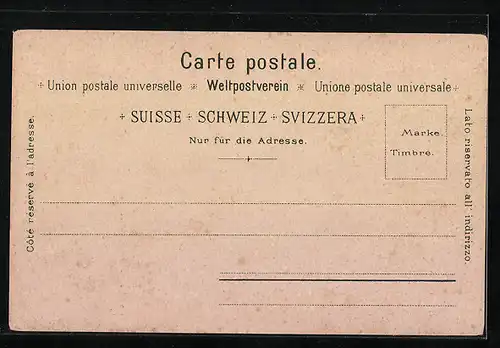 Carte postale.
+ Union postale universelle * Weltpostverein * Unione postale universale +
+ SUISSE + SCHWEIZ + SVIZZERA +
Nur für die Adresse.
Marke.
Timbre.
Côté réservé à l'adresse.
Lato riservato all' indirizzo.